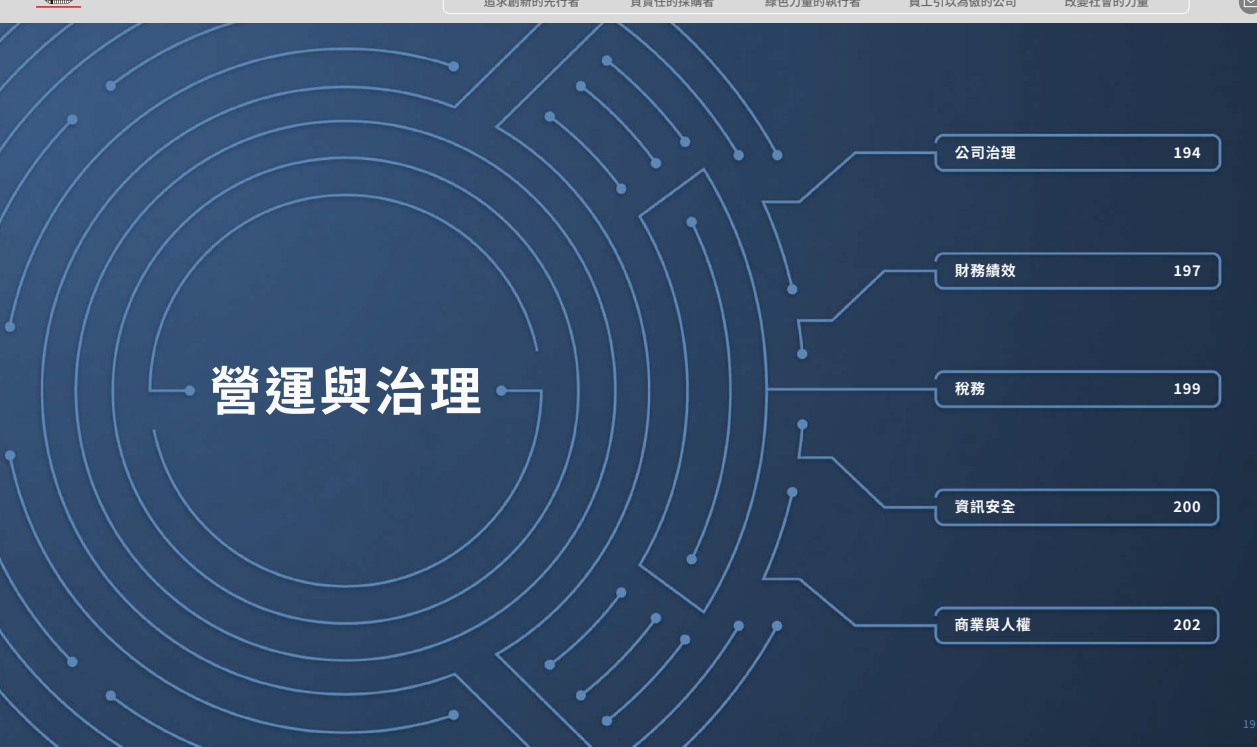 追求創新的先行者 負責任的採購者 綠色力量的執行者 員工引以為傲的公司 改變社會的力量
公司治理 194
財務績效 197
營運與治理
稅務 199
資訊安全 200
商業與人權 202